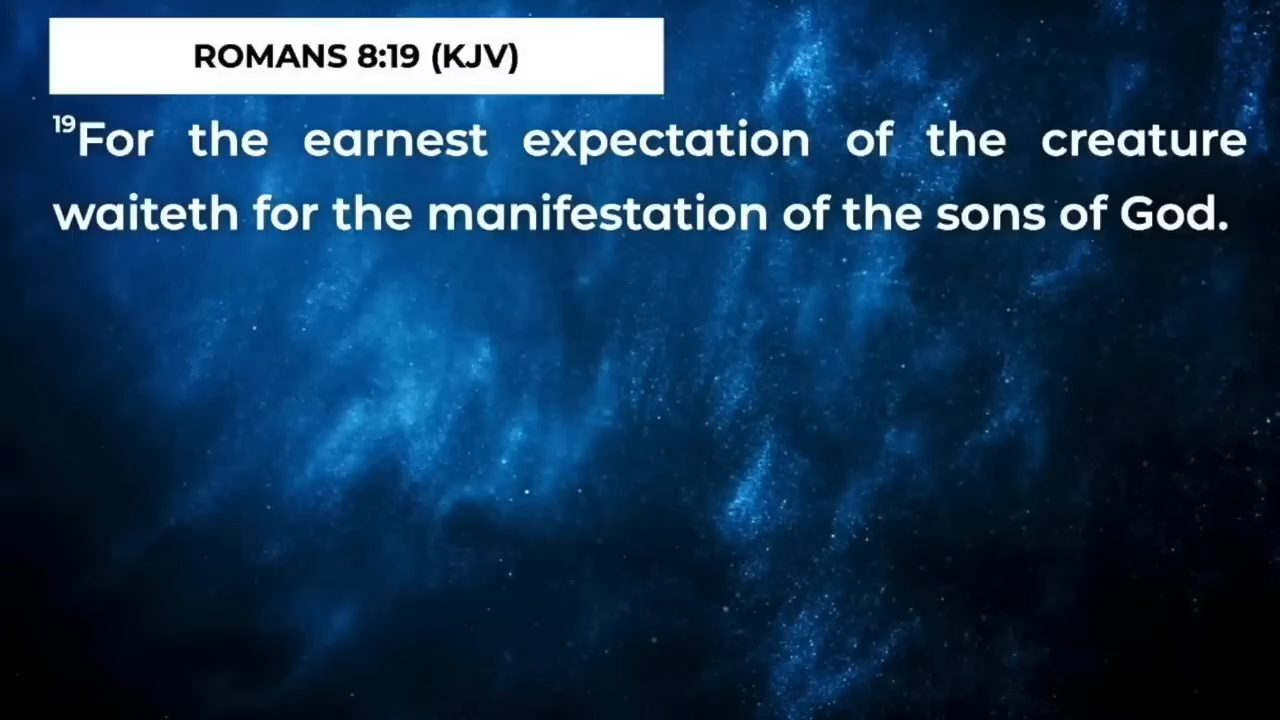 ROMANS 8:19 (KJV)
19For the earnest expectation of the creature
waiteth for the manifestation of the sons of God.